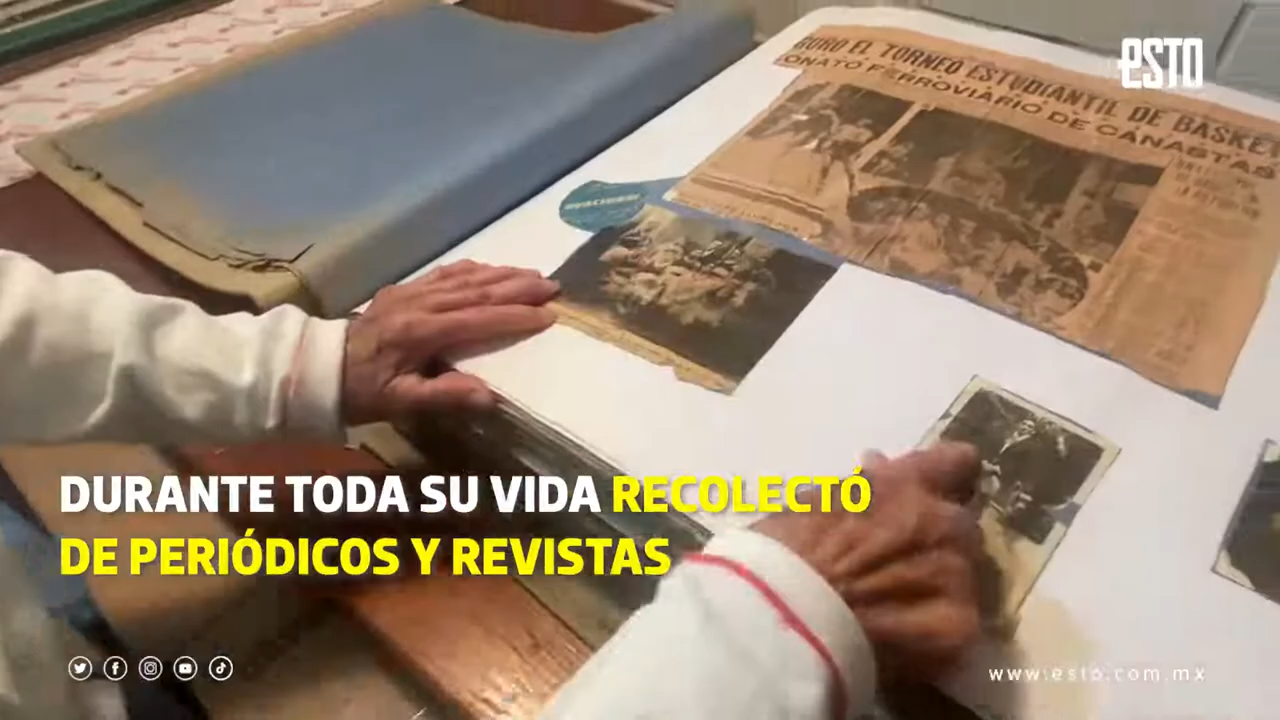 ESTO
GURO EL TORNEO ESTUDIANTIL DE BASKET
ONATO FERROVIARIO DE CANASTAS
DURANTE TODA SU VIDA RECOLECTÓ
DE PERIÓDICOS Y REVISTAS
www.esto.com.mx